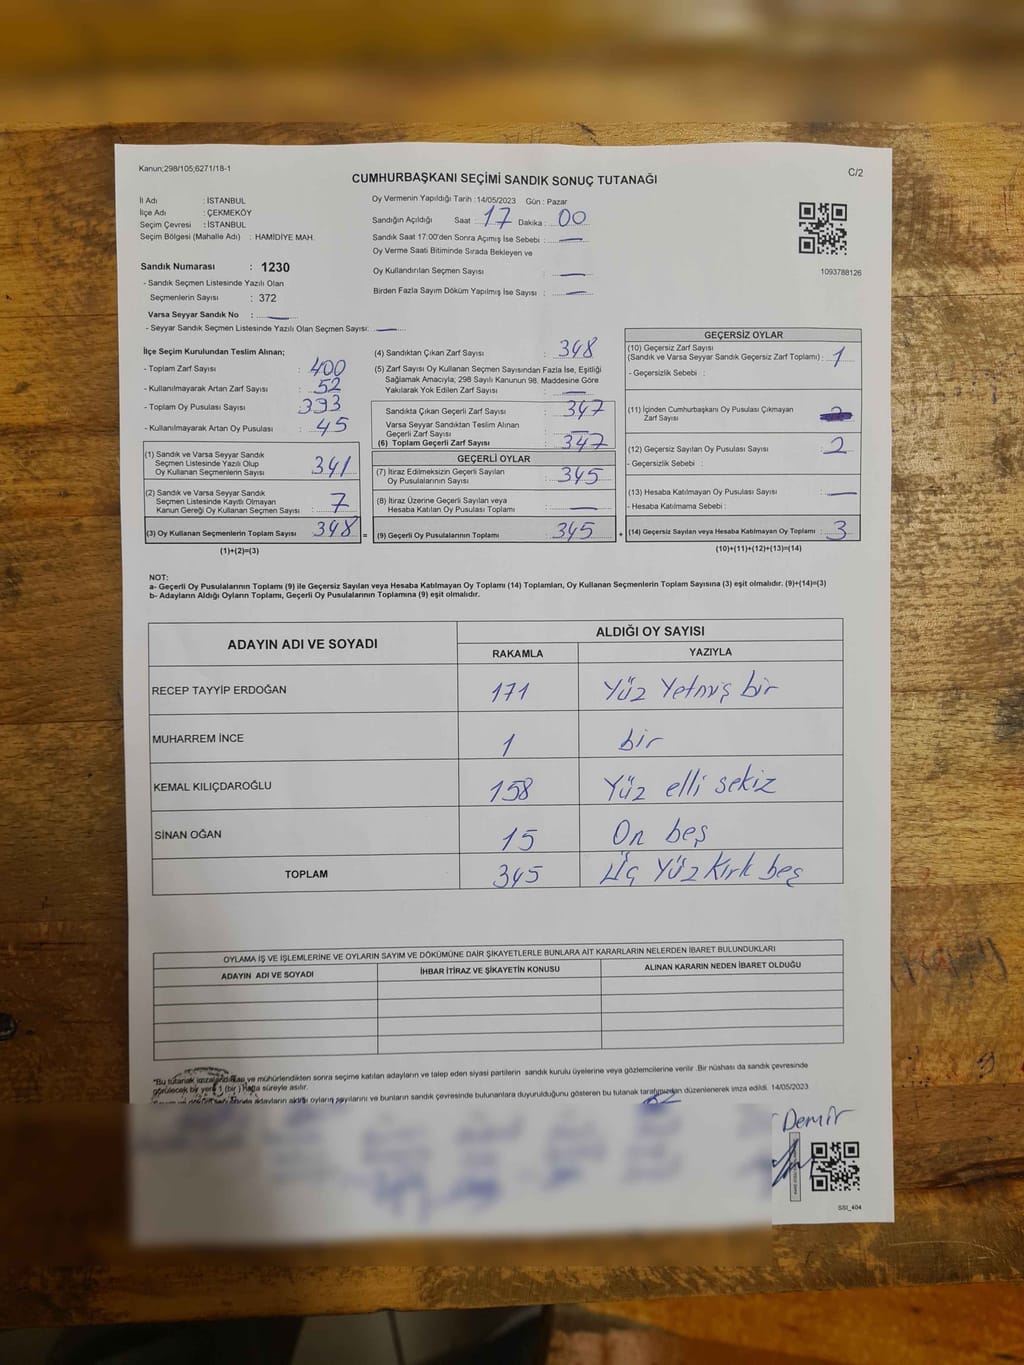 Kanun;298/105;6271/18-1
C/2
CUMHURBAŞKANI SEÇİMİ SANDIK SONUÇ TUTANAĞI
İl Adı : İSTANBUL
İlçe Adı : ÇEKMEKÖY
Seçim Çevresi : İSTANBUL
Seçim Bölgesi (Mahalle Adı) : HAMİDİYE MAH.
Sandık Numarası : 1230
- Sandık Seçmen Listesinde Yazılı Olan
Seçmenlerin Sayısı : 372
Varsa Seyyar Sandık No :
- Seyyar Sandık Seçmen Listesinde Yazılı Olan Seçmen Sayısı:
Oy Vermenin Yapıldığı Tarih :14/05/2023 Gün : Pazar
Sandığın Açıldığı Saat : 17 Dakika : 00
Sandık Saat 17:00'den Sonra Açımış İse Sebebi :
Oy Verme Saati Bitiminde Sırada Bekleyen ve
Oy Kullandırılan Seçmen Sayısı :
Birden Fazla Sayım Döküm Yapılmış İse Sayısı :
1093788126
İlçe Seçim Kurulundan Teslim Alınan;
- Toplam Zarf Sayısı : 400
- Kullanılmayarak Artan Zarf Sayısı : 52
- Toplam Oy Pusulası Sayısı : 393
- Kullanılmayarak Artan Oy Pusulası : 45
(1) Sandık ve Varsa Seyyar Sandık
Seçmen Listesinde Yazılı Olup
Oy Kullanan Seçmenlerin Sayısı : 341
(2) Sandık ve Varsa Seyyar Sandık
Seçmen Listesinde Kayıtlı Olmayan
Kanun Gereği Oy Kullanan Seçmen Sayısı : 7
(3) Oy Kullanan Seçmenlerin Toplam Sayısı : 348
(1)+(2)=(3)
=
(4) Sandıktan Çıkan Zarf Sayısı : 348
(5) Zarf Sayısı Oy Kullanan Seçmen Sayısından Fazla İse, Eşitliği
Sağlamak Amacıyla; 298 Sayılı Kanunun 98. Maddesine Göre
Yakılarak Yok Edilen Zarf Sayısı :
Sandıkta Çıkan Geçerli Zarf Sayısı : 347
Varsa Seyyar Sandıktan Teslim Alınan
Geçerli Zarf Sayısı :
(6) Toplam Geçerli Zarf Sayısı : 347
GEÇERLİ OYLAR
(7) İtiraz Edilmeksizin Geçerli Sayılan
Oy Pusulalarının Sayısı : 345
(8) İtiraz Üzerine Geçerli Sayılan veya
Hesaba Katılan Oy Pusulası Toplamı :
(9) Geçerli Oy Pusulalarının Toplamı : 345
+
GEÇERSİZ OYLAR
(10) Geçersiz Zarf Sayısı
(Sandık ve Varsa Seyyar Sandık Geçersiz Zarf Toplamı) : 1
- Geçersizlik Sebebi :
(11) İçinden Cumhurbaşkanı Oy Pusulası Çıkmayan
Zarf Sayısı
(12) Geçersiz Sayılan Oy Pusulası Sayısı : 2
- Geçersizlik Sebebi :
(13) Hesaba Katılmayan Oy Pusulası Sayısı :
- Hesaba Katılmama Sebebi :
(14) Geçersiz Sayılan veya Hesaba Katılmayan Oy Toplamı : 3
(10)+(11)+(12)+(13)=(14)
NOT:
a- Geçerli Oy Pusulalarının Toplamı (9) ile Geçersiz Sayılan veya Hesaba Katılmayan Oy Toplamı (14) Toplamları, Oy Kullanan Seçmenlerin Toplam Sayısına (3) eşit olmalıdır. (9)+(14)=(3)
b- Adayların Aldığı Oyların Toplamı, Geçerli Oy Pusulalarının Toplamına (9) eşit olmalıdır.
ADAYIN ADI VE SOYADI
ALDIĞI OY SAYISI
RAKAMLA YAZIYLA
RECEP TAYYİP ERDOĞAN 171 Yüz Yetmiş bir
MUHARREM İNCE 1 bir
KEMAL KILIÇDAROĞLU 158 Yüz elli sekiz
SİNAN OĞAN 15 On beş
TOPLAM 345 Üç Yüz Kırk beş
OYLAMA İŞ VE İŞLEMLERİNE VE OYLARIN SAYIM VE DÖKÜMÜNE DAİR ŞİKAYETLERLE BUNLARA AİT KARARLARIN NELERDEN İBARET BULUNDUKLARI
ADAYIN ADI VE SOYADI İHBAR İTİRAZ VE ŞİKAYETİN KONUSU ALINAN KARARIN NEDEN İBARET OLDUĞU
"Bu tutanak imzalandıktan ve mühürlendikten sonra seçime katılan adayların ve talep eden siyasi partilerin sandık kurulu üyelerine veya gözlemcilerine verilir .Bir nüshası da sandık çevresinde
görülecek bir yere 1 (bir) hafta süreyle asılır.
adayların aldığı oyların sayılarını ve bunların sandık çevresinde bulunanlara duyurulduğunu gösteren bu tutanak tarafımızdan düzenlenerek imza edildi. 14/05/2023
Demir
SSI_404